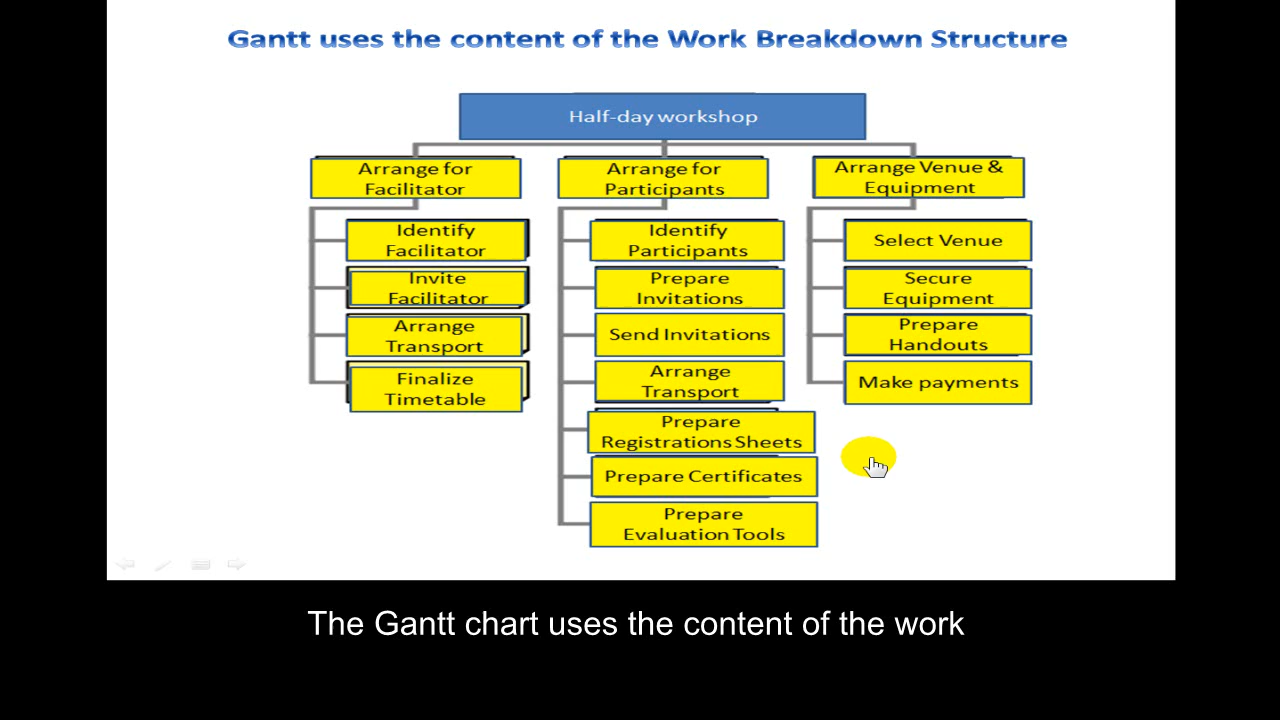 Gantt uses the content of the Work Breakdown Structure
Half-day workshop
Arrange for
Facilitator
Identify
Facilitator
Invite
Facilitator
Arrange
Transport
Finalize
Timetable
Arrange for
Participants
Identify
Participants
Prepare
Invitations
Send Invitations
Arrange
Transport
Prepare
Registrations Sheets
Prepare Certificates
Prepare
Evaluation Tools
Arrange Venue &
Equipment
Select Venue
Secure
Equipment
Prepare
Handouts
Make payments
The Gantt chart uses the content of the work